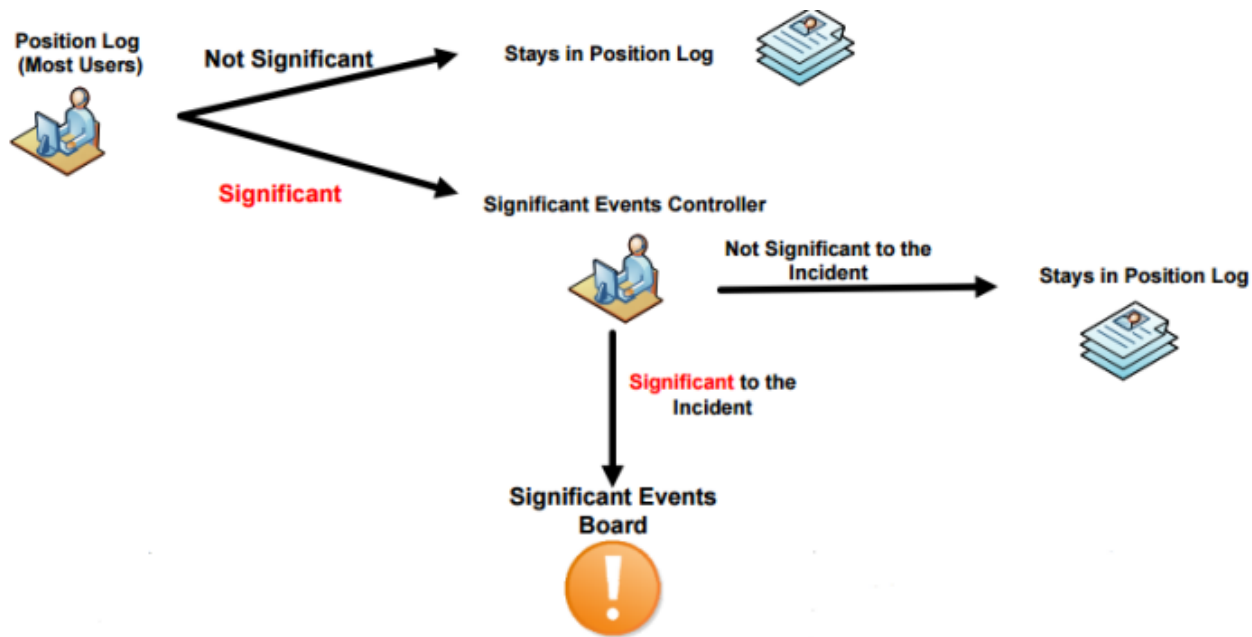 Position Log
(Most Users)
Not Significant
Stays in Position Log
Significant
Significant Events Controller
Not Significant to the
Incident
Stays in Position Log
Significant to the
Incident
Significant Events
Board
!